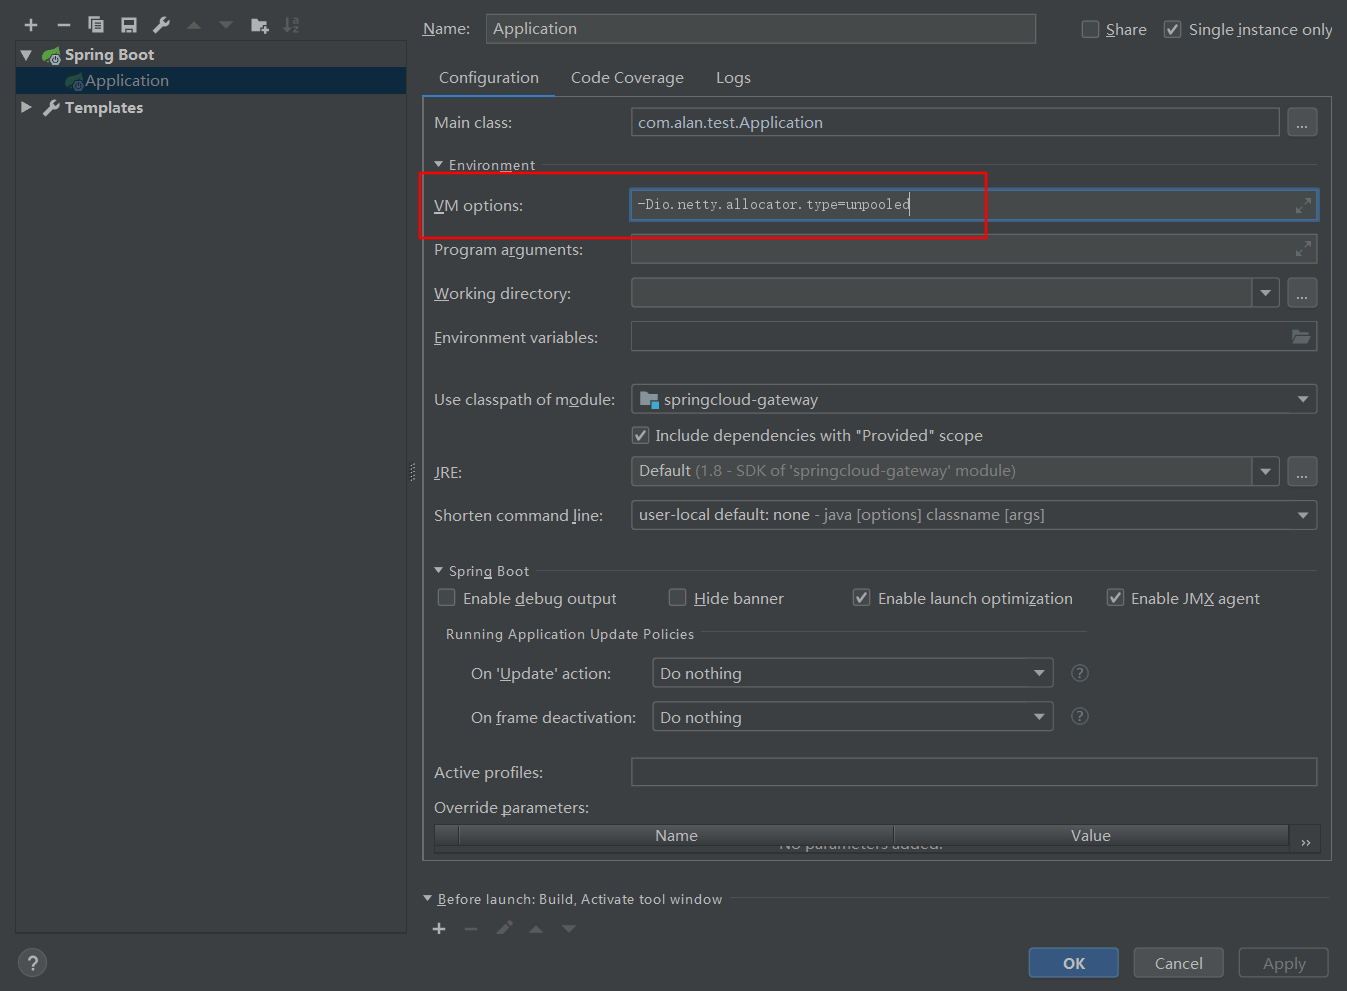 Name: Application Share Single instance only
Spring Boot
Application
Templates
Configuration Code Coverage Logs
Main class: com.alan.test.Application ...
Environment
VM options: -Dio.netty.allocator.type=unpooled
Program arguments:
Working directory: ...
Environment variables:
Use classpath of module: springcloud-gateway
Include dependencies with "Provided" scope
JRE: Default (1.8 - SDK of 'springcloud-gateway' module) ...
Shorten command line: user-local default: none - java [options] classname [args]
Spring Boot
Enable debug output Hide banner Enable launch optimization Enable JMX agent
Running Application Update Policies
On 'Update' action: Do nothing ?
On frame deactivation: Do nothing ?
Active profiles:
Override parameters:
Name Value
No parameters added. »
Before launch: Build, Activate tool window
? OK Cancel Apply